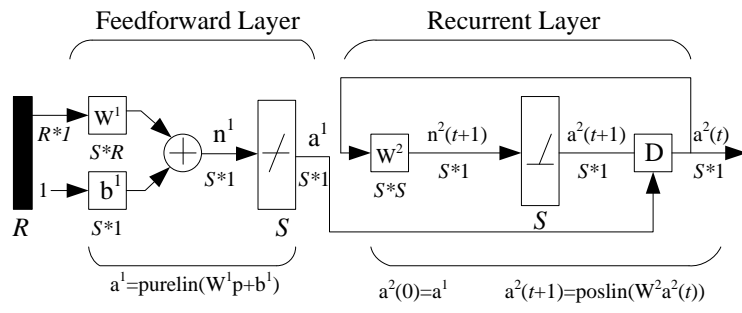 Feedforward Layer
Recurrent Layer
W¹
R*1
S*R
n¹
S*1
a¹
S*1
1
b¹
S*1
R
S
W²
S*S
n²(t+1)
S*1
a²(t+1)
S*1
D
a²(t)
S*1
S
a¹=purelin(W¹p+b¹)
a²(0)=a¹
a²(t+1)=poslin(W²a²(t))